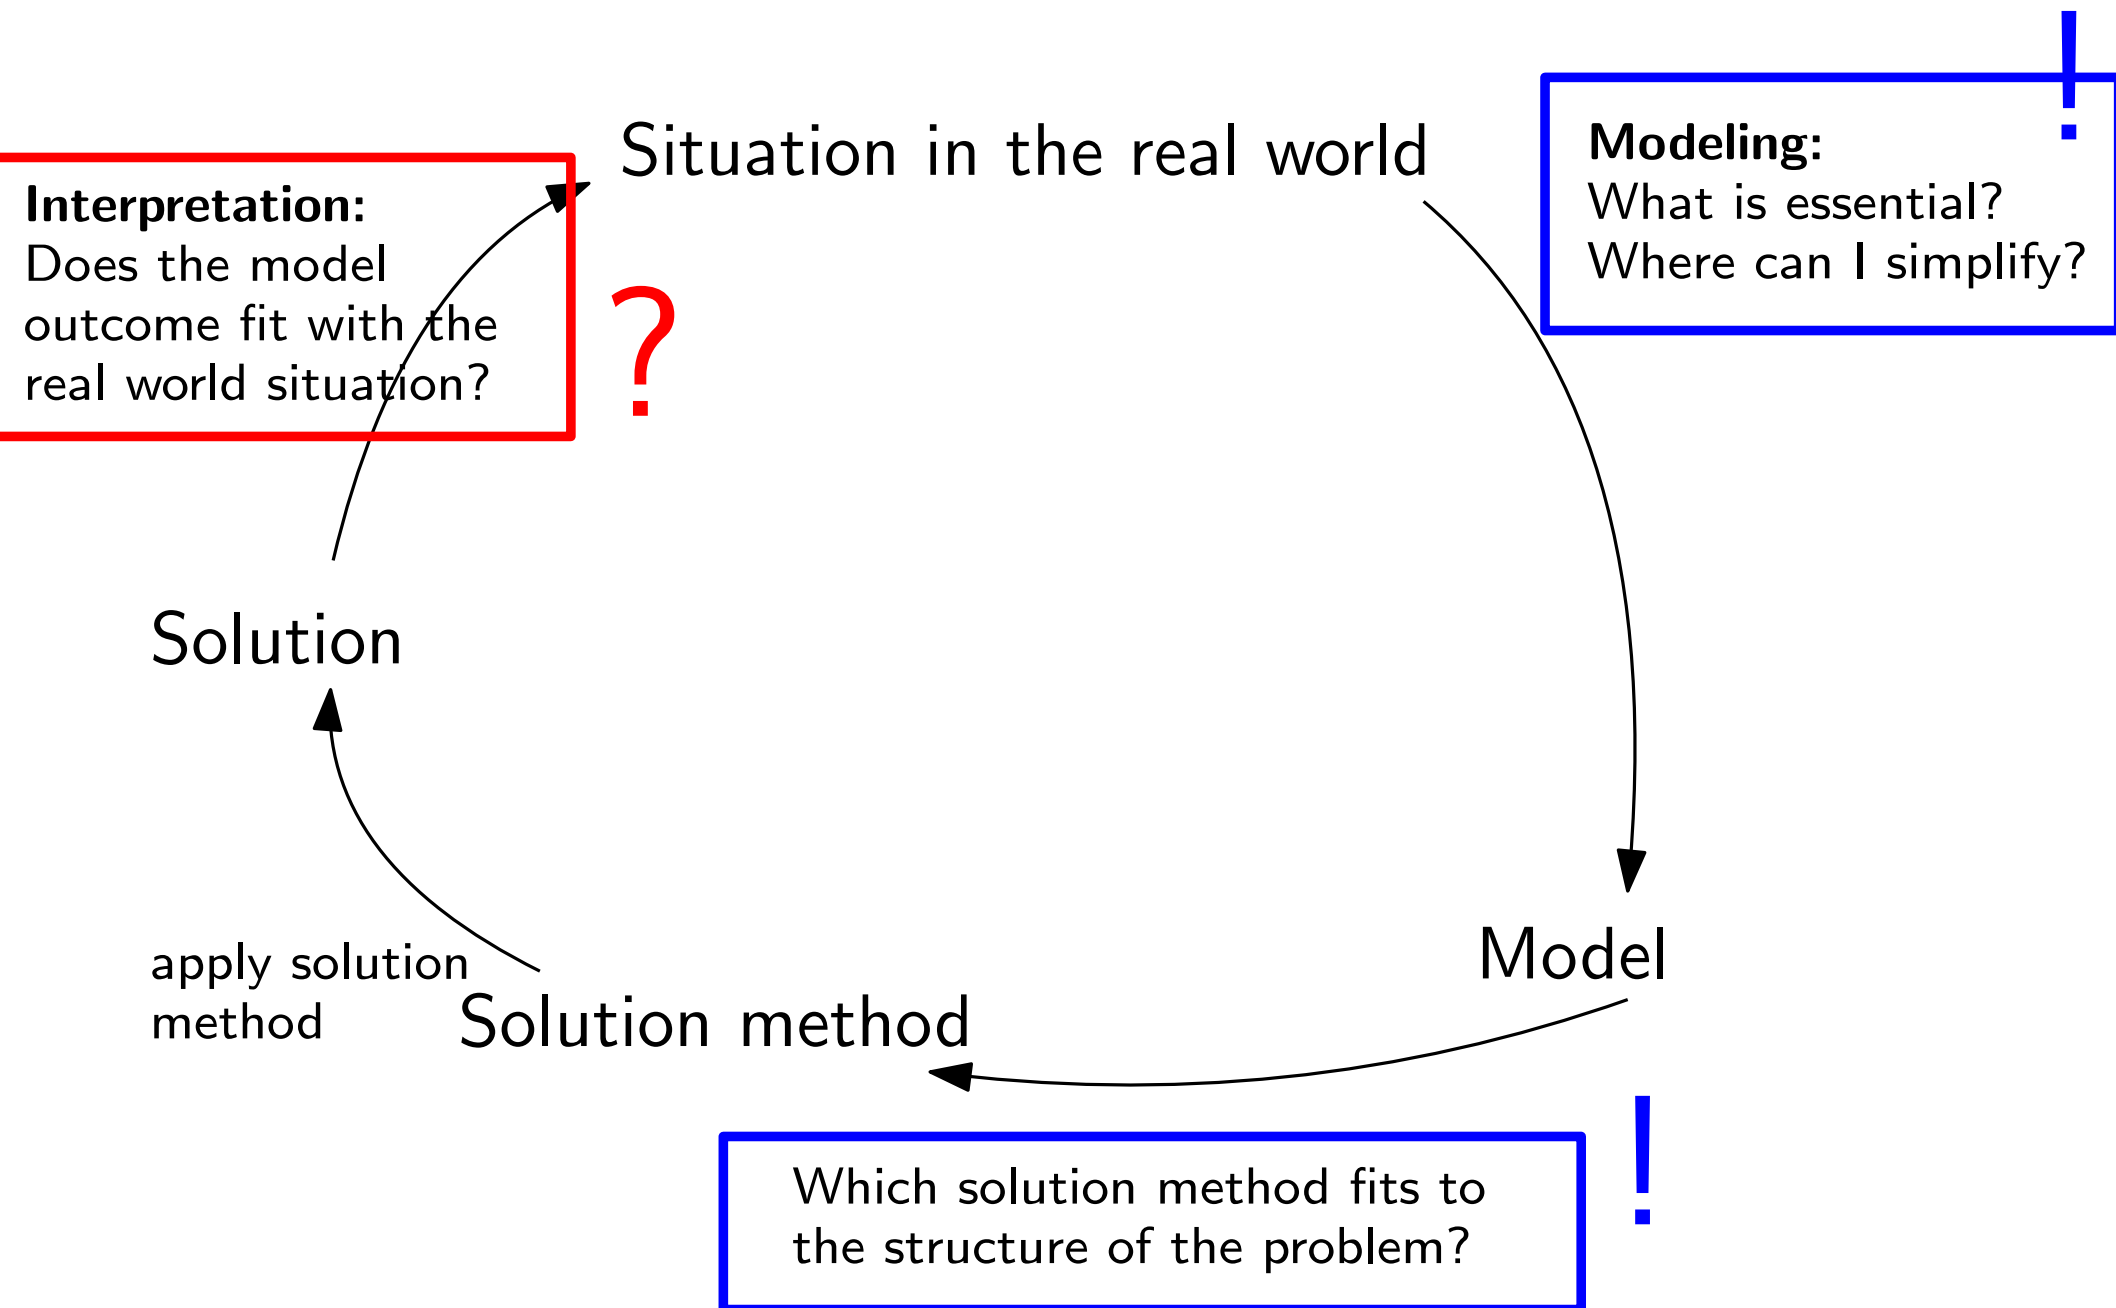 !
Situation in the real world
Modeling:
What is essential?
Where can I simplify?
Interpretation:
Does the model
outcome fit with the
real world situation?
?
Solution
Model
apply solution
method
Solution method
!
Which solution method fits to
the structure of the problem?